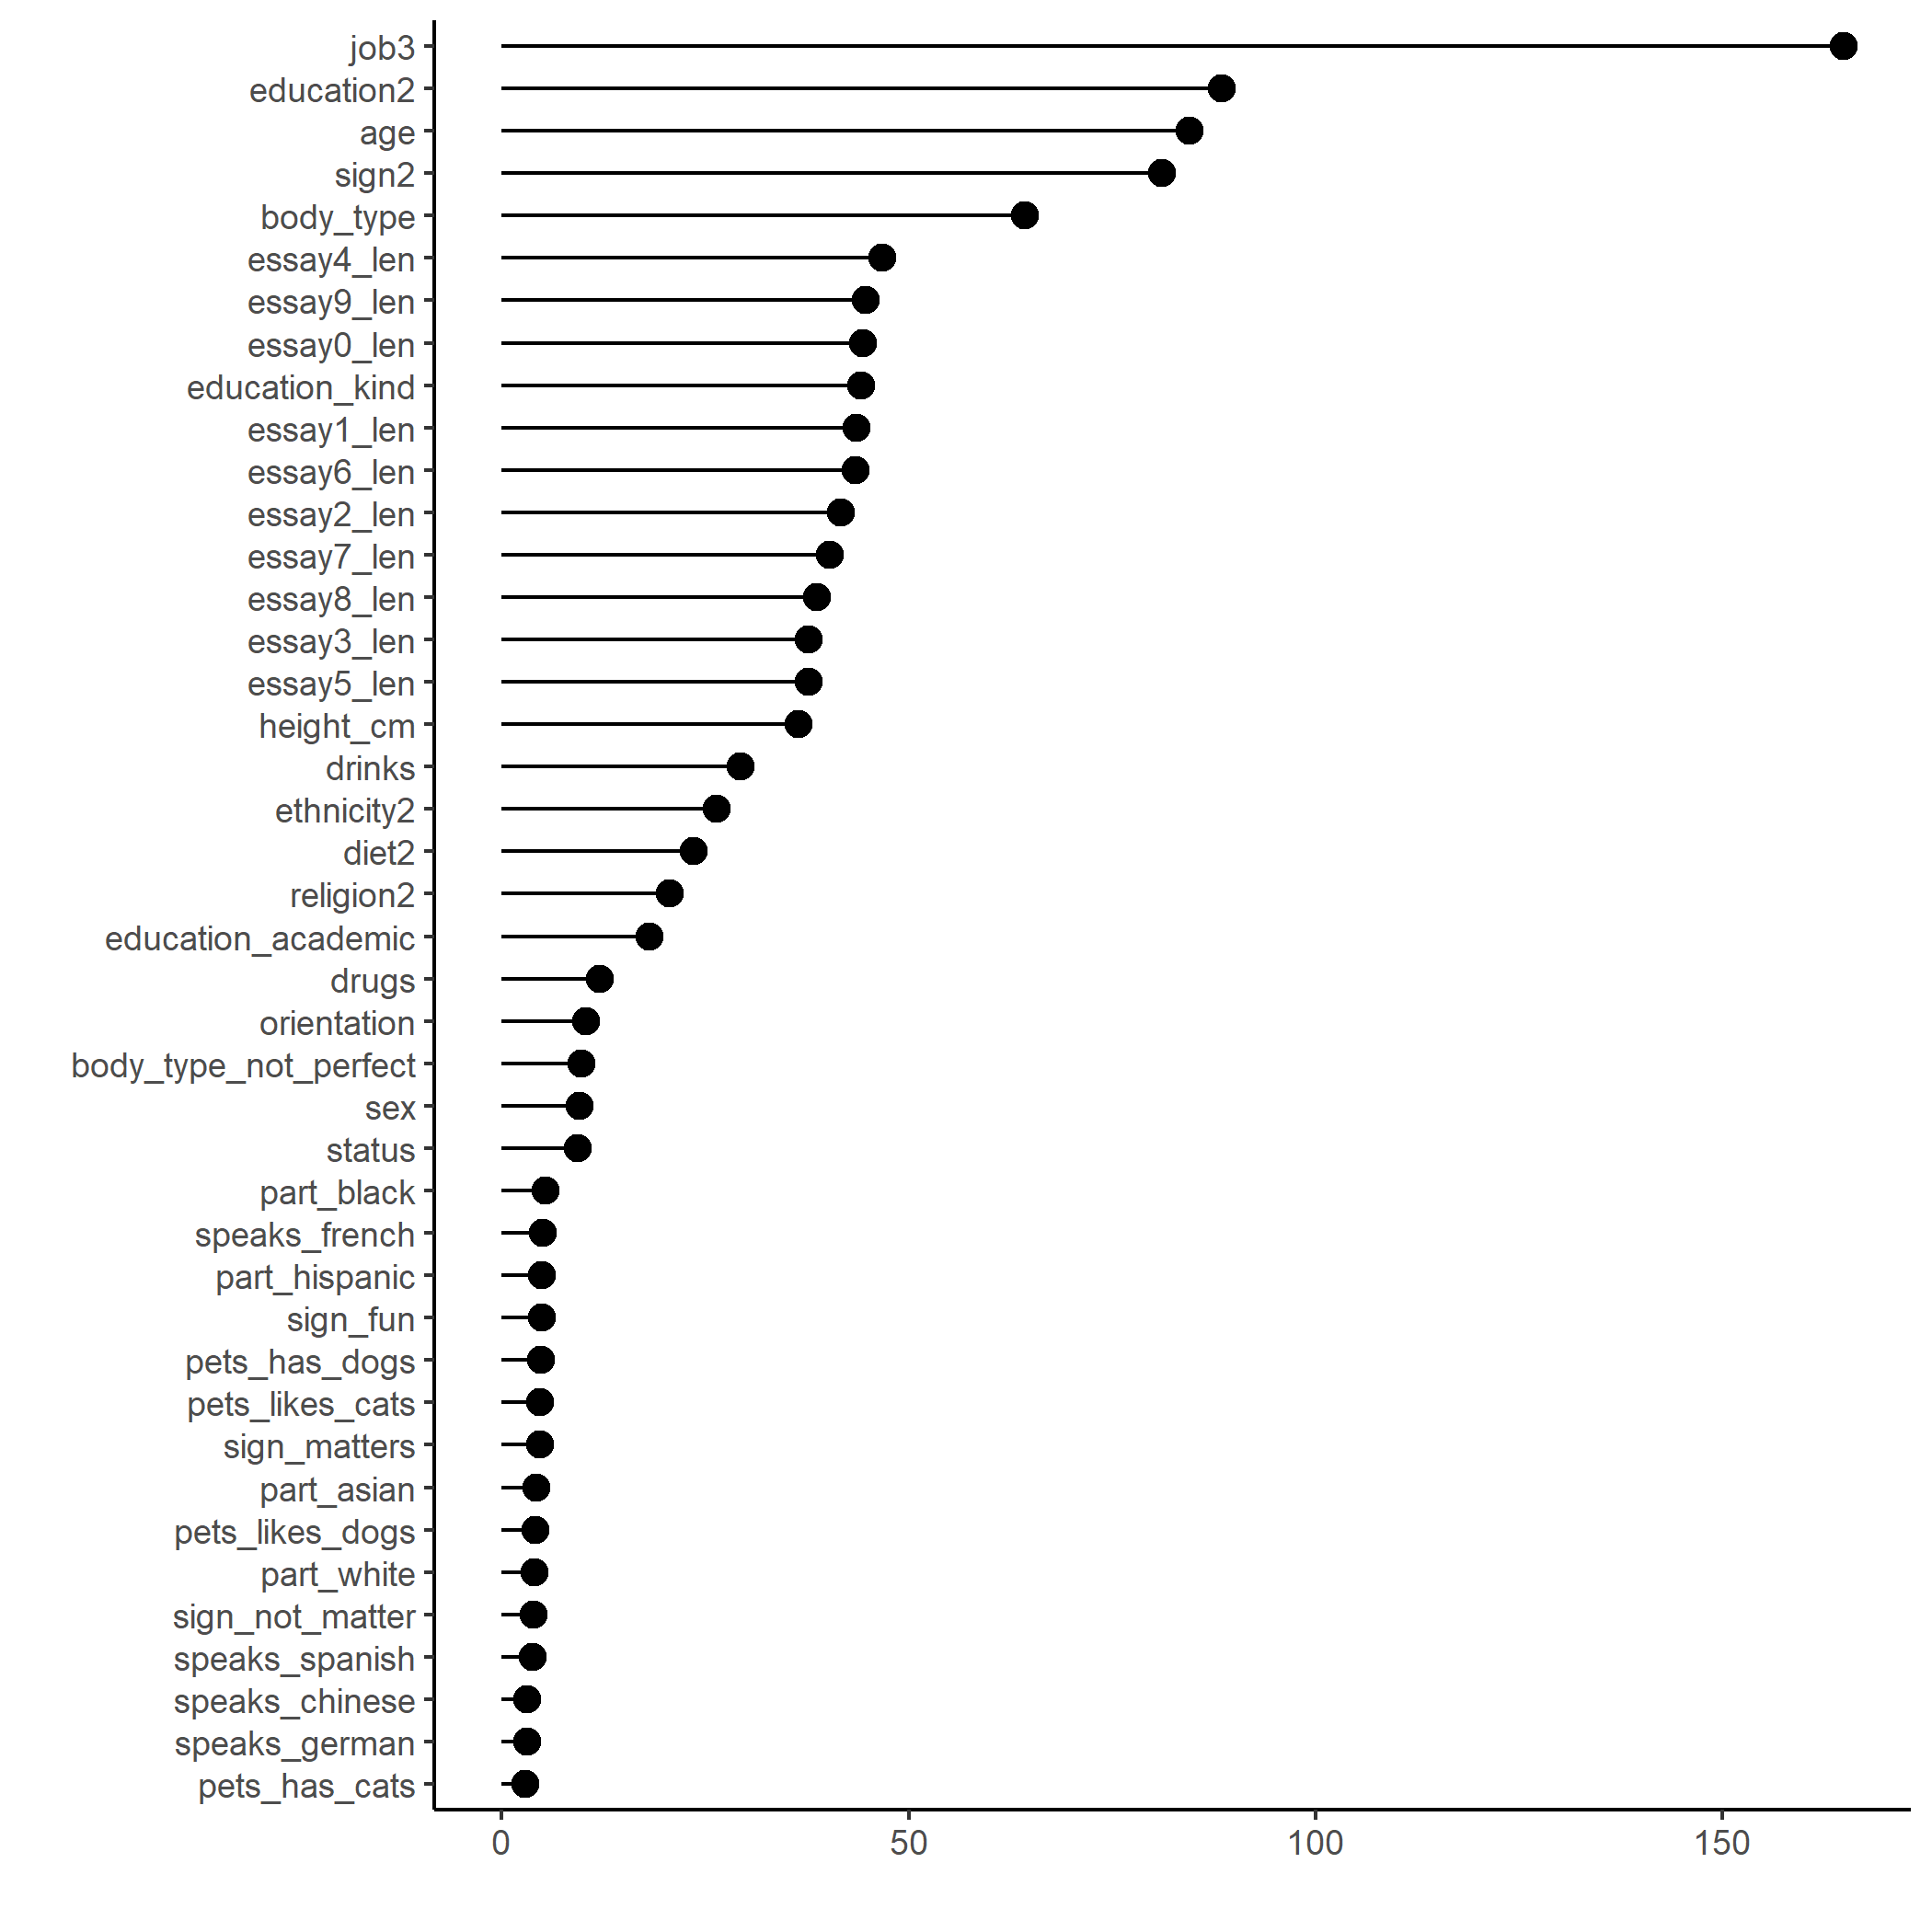 job3
education2
age
sign2
body_type
essay4_len
essay9_len
essay0_len
education_kind
essay1_len
essay6_len
essay2_len
essay7_len
essay8_len
essay3_len
essay5_len
height_cm
drinks
ethnicity2
diet2
religion2
education_academic
drugs
orientation
body_type_not_perfect
sex
status
part_black
speaks_french
part_hispanic
sign_fun
pets_has_dogs
pets_likes_cats
sign_matters
part_asian
pets_likes_dogs
part_white
sign_not_matter
speaks_spanish
speaks_chinese
speaks_german
pets_has_cats
0 50 100 150